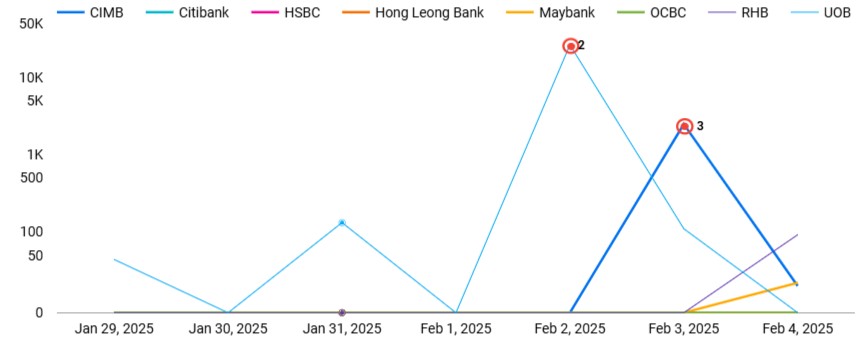 CIMB Citibank HSBC Hong Leong Bank Maybank OCBC RHB UOB
50K
2
10K
5K
3
1K
500
100
50
0
Jan 29, 2025 Jan 30, 2025 Jan 31, 2025 Feb 1, 2025 Feb 2, 2025 Feb 3, 2025 Feb 4, 2025